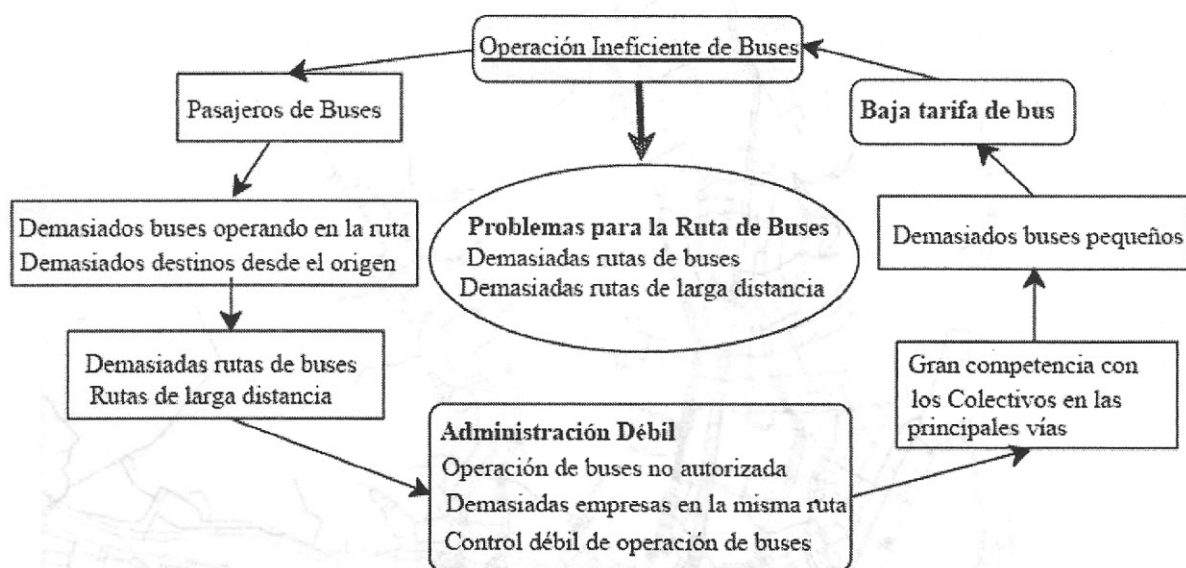 Operación Ineficiente de Buses
Pasajeros de Buses
Baja tarifa de bus
Demasiados buses operando en la ruta
Demasiados destinos desde el origen
Problemas para la Ruta de Buses
Demasiadas rutas de buses
Demasiadas rutas de larga distancia
Demasiados buses pequeños
Demasiadas rutas de buses
Rutas de larga distancia
Gran competencia con
los Colectivos en las
principales vías
Administración Débil
Operación de buses no autorizada
Demasiadas empresas en la misma ruta
Control débil de operación de buses